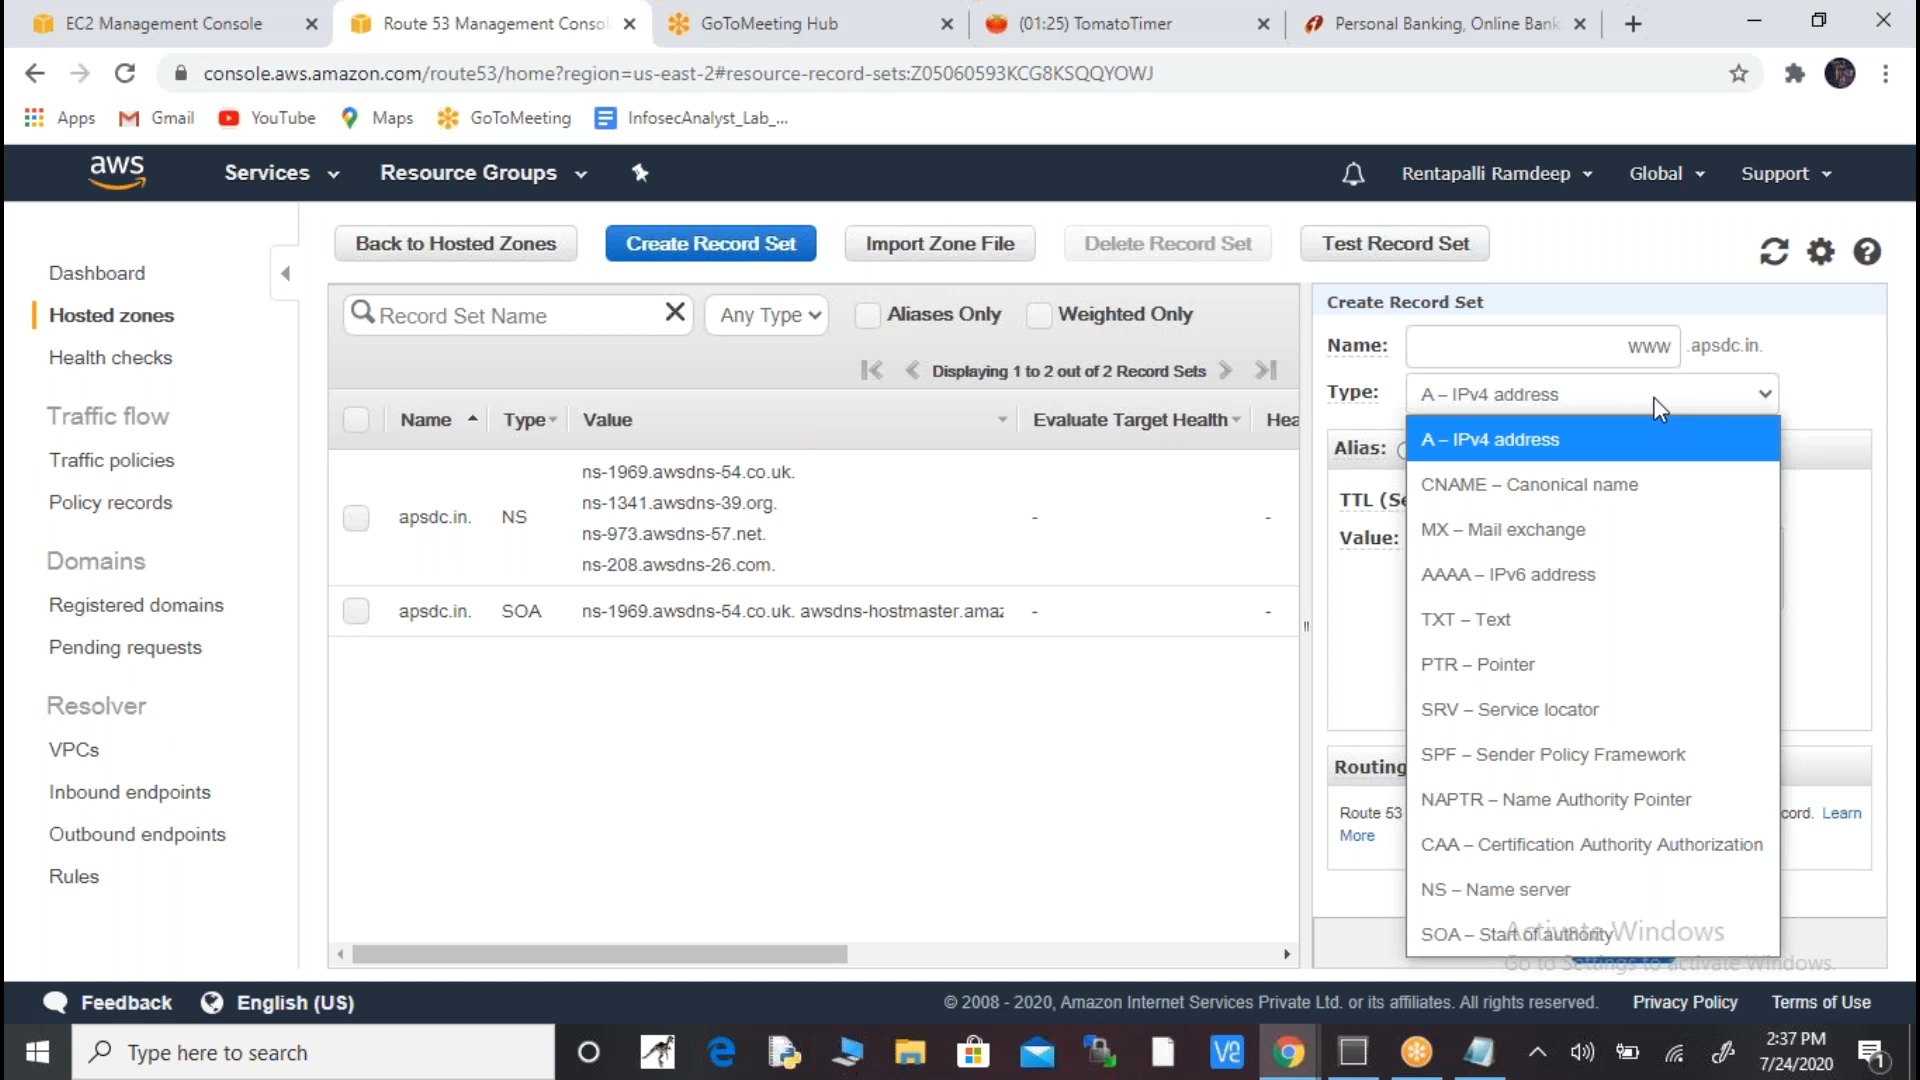 EC2 Management Console
Route 53 Management Consol
GoToMeeting Hub
(01:25) TomatoTimer
Personal Banking, Online Bank
console.aws.amazon.com/route53/home?region=us-east-2#resource-record-sets:Z05060593KCG8KSQQYOWJ
Apps
Gmail
YouTube
Maps
GoToMeeting
InfosecAnalyst_Lab_...
aws
Services
Resource Groups
Rentapalli Ramdeep
Global
Support
Dashboard
Hosted zones
Health checks
Traffic flow
Traffic policies
Policy records
Domains
Registered domains
Pending requests
Resolver
VPCs
Inbound endpoints
Outbound endpoints
Rules
Back to Hosted Zones
Create Record Set
Import Zone File
Delete Record Set
Test Record Set
Record Set Name
Any Type
Aliases Only
Weighted Only
Displaying 1 to 2 out of 2 Record Sets
Name
Type
Value
Evaluate Target Health
Hea
apsdc.in.
NS
ns-1969.awsdns-54.co.uk.
ns-1341.awsdns-39.org.
ns-973.awsdns-57.net.
ns-208.awsdns-26.com.
-
-
apsdc.in.
SOA
ns-1969.awsdns-54.co.uk. awsdns-hostmaster.amaz
-
-
Create Record Set
Name:
www
.apsdc.in.
Type:
A – IPv4 address
Alias:
TTL (Se
Value:
A – IPv4 address
CNAME – Canonical name
MX – Mail exchange
AAAA – IPv6 address
TXT – Text
PTR – Pointer
SRV – Service locator
SPF – Sender Policy Framework
NAPTR – Name Authority Pointer
CAA – Certification Authority Authorization
NS – Name server
SOA – Start of authority
Routing
Route 53
cord. Learn
More
Activate Windows
Go to Settings to activate Windows.
Feedback
English (US)
© 2008 - 2020, Amazon Internet Services Private Ltd. or its affiliates. All rights reserved.
Privacy Policy
Terms of Use
Type here to search
2:37 PM
7/24/2020
1